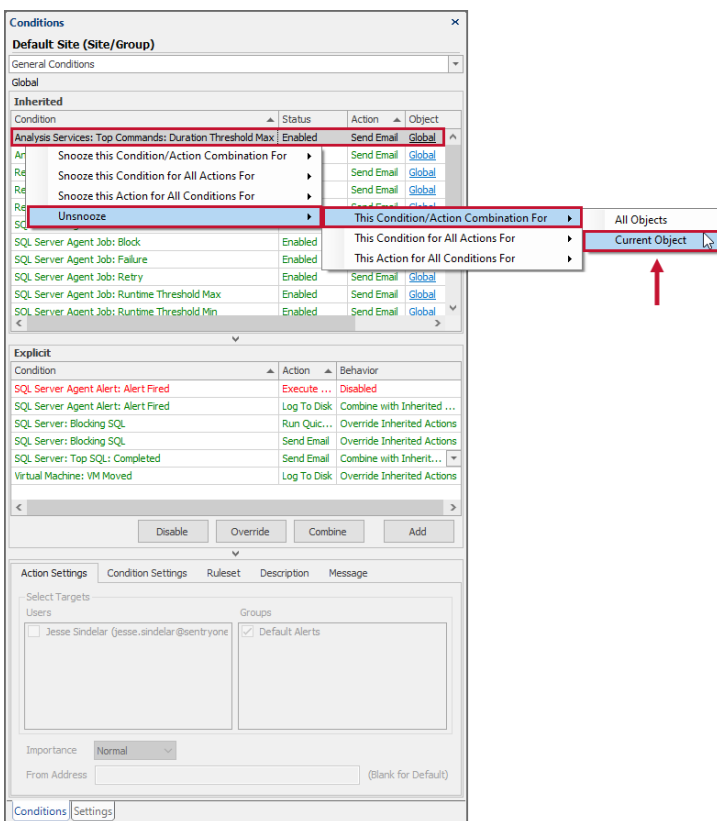 Conditions
Default Site (Site/Group)
General Conditions
Global
Inherited
Condition Status Action Object
Analysis Services: Top Commands: Duration Threshold Max Enabled Send Email Global
An Send Email Global
Snooze this Condition/Action Combination For
Re Send Email Global
Snooze this Condition for All Actions For
Re Send Email Global
Snooze this Action for All Conditions For
Re
Unsnooze
This Condition/Action Combination For
All Objects
SQ
SQL Server Agent Job: Block Enabled
This Condition for All Actions For
Current Object
SQL Server Agent Job: Failure Enabled
This Action for All Conditions For
SQL Server Agent Job: Retry Enabled Send Email Global
SQL Server Agent Job: Runtime Threshold Max Enabled Send Email Global
SQL Server Agent Job: Runtime Threshold Min Enabled Send Email Global
Explicit
Condition Action Behavior
SQL Server Agent Alert: Alert Fired Execute ... Disabled
SQL Server Agent Alert: Alert Fired Log To Disk Combine with Inherited ...
SQL Server: Blocking SQL Run Quic... Override Inherited Actions
SQL Server: Blocking SQL Send Email Override Inherited Actions
SQL Server: Top SQL: Completed Send Email Combine with Inherit...
Virtual Machine: VM Moved Log To Disk Override Inherited Actions
Disable Override Combine Add
Action Settings Condition Settings Ruleset Description Message
Select Targets
Users Groups
Jesse Sindelar (jesse.sindelar@sentryone Default Alerts
Importance Normal
From Address (Blank for Default)
Conditions Settings